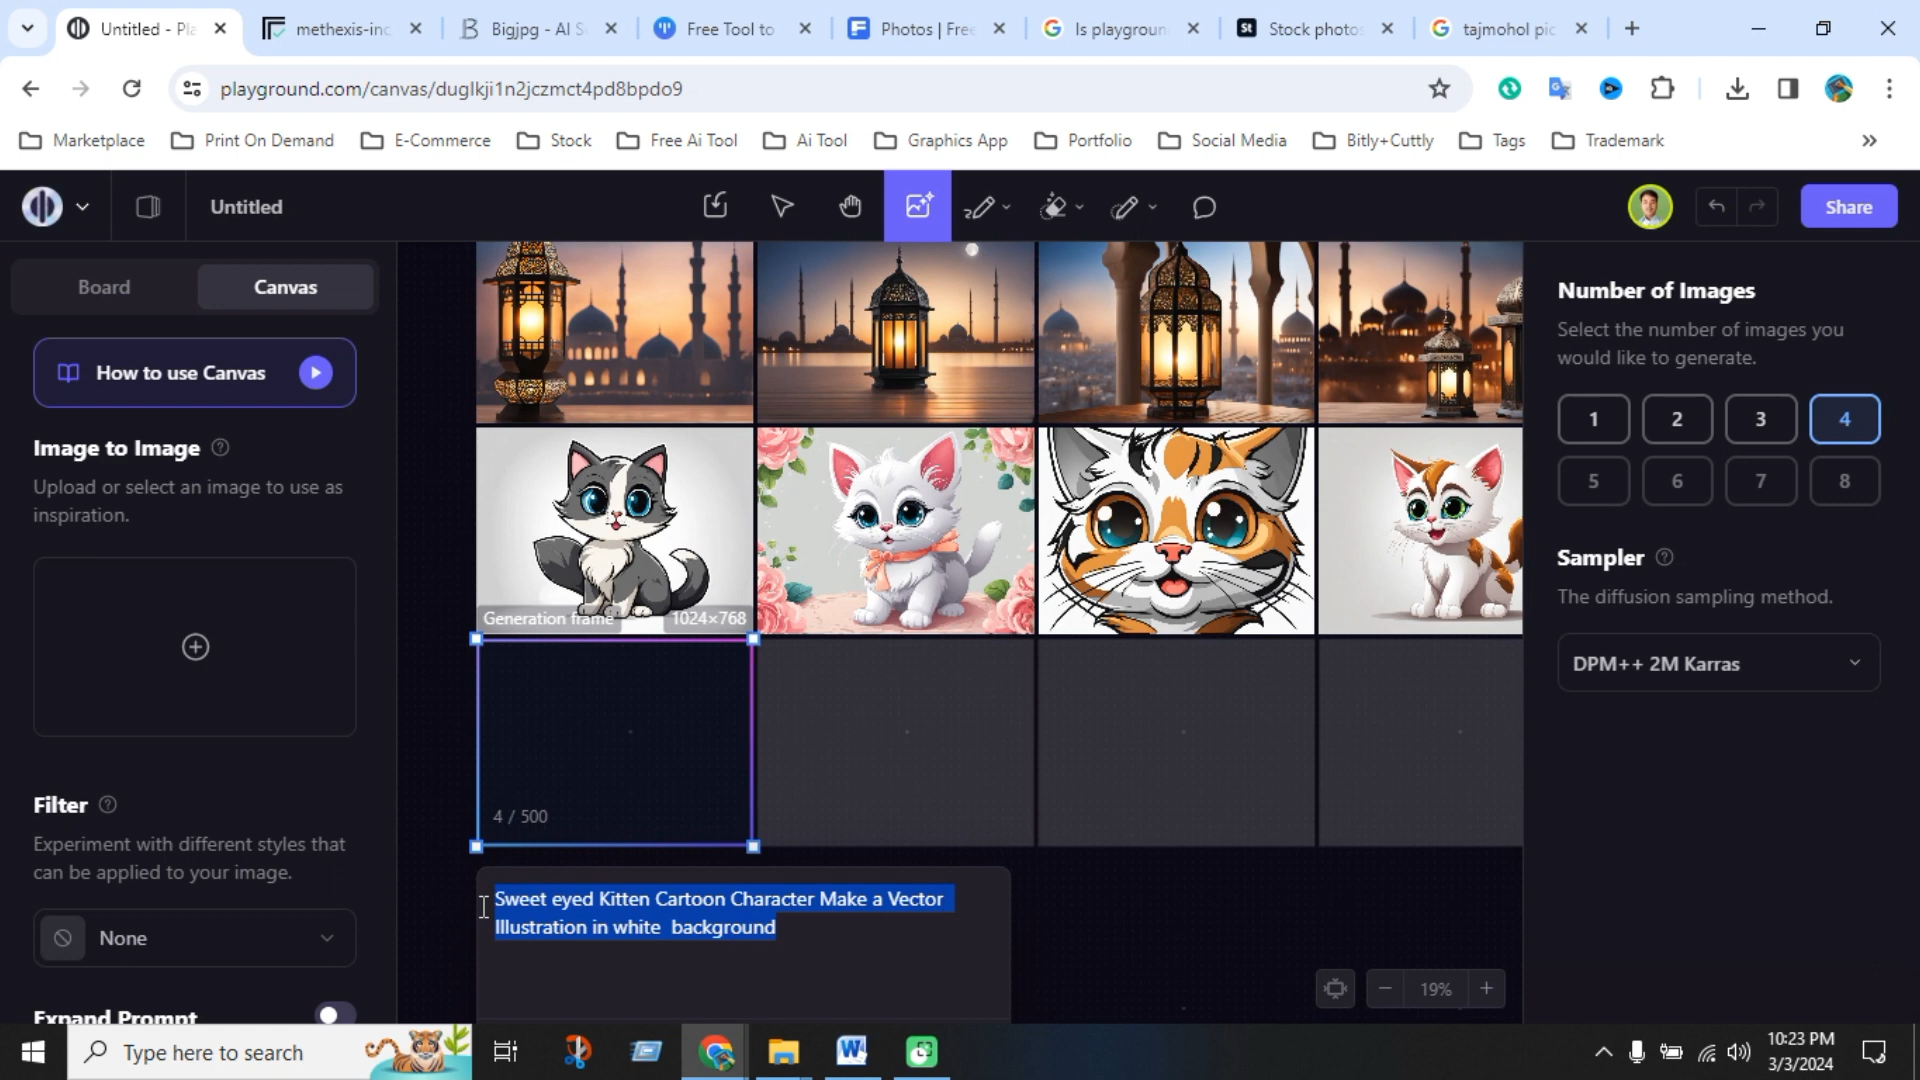 Untitled - Pla
methexis-inc
Bigjpg - AI S
Free Tool to
Photos | Free
Is playgroun
St
Stock photos
tajmohol pic
playground.com/canvas/duglkji1n2jczmct4pd8bpdo9
Marketplace
Print On Demand
E-Commerce
Stock
Free Ai Tool
Ai Tool
Graphics App
Portfolio
Social Media
Bitly+Cuttly
Tags
Trademark
Untitled
Share
Board
Canvas
How to use Canvas
Image to Image
Upload or select an image to use as
inspiration.
Filter
Experiment with different styles that
can be applied to your image.
None
Expand Prompt
Generation frame
1024×768
4 / 500
Sweet eyed Kitten Cartoon Character Make a Vector
Illustration in white  background
19%
Number of Images
Select the number of images you
would like to generate.
1
2
3
4
5
6
7
8
Sampler
The diffusion sampling method.
DPM++ 2M Karras
Type here to search
10:23 PM
3/3/2024